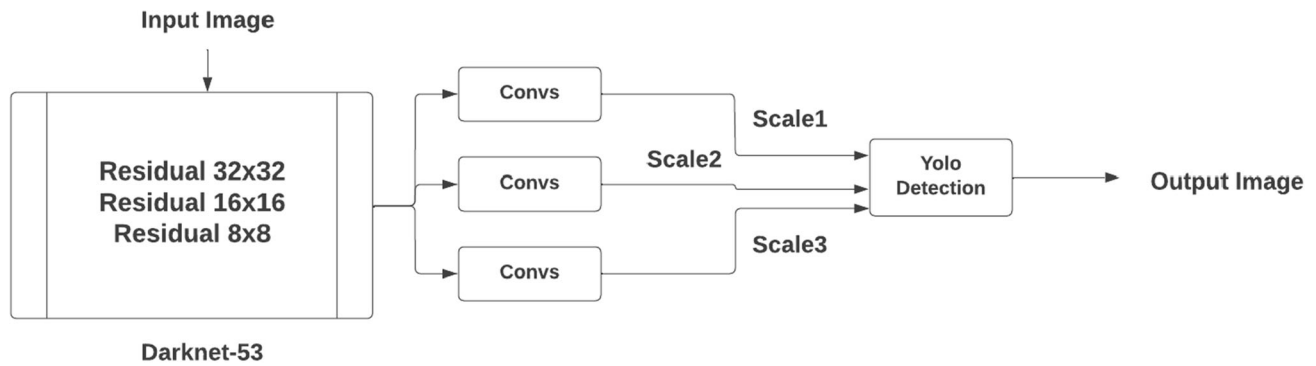 Input Image
Residual 32x32
Residual 16x16
Residual 8x8
Darknet-53
Convs
Convs
Convs
Scale1
Scale2
Scale3
Yolo
Detection
Output Image